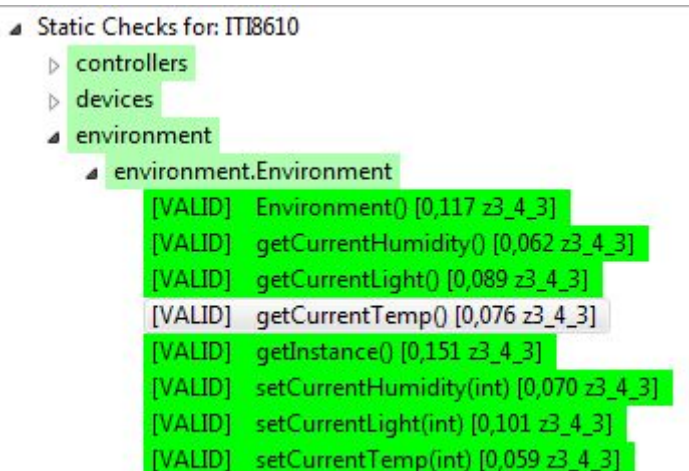 Static Checks for: ITI8610
controllers
devices
environment
environment.Environment
[VALID] Environment() [0,117 z3_4_3]
[VALID] getCurrentHumidity() [0,062 z3_4_3]
[VALID] getCurrentLight() [0,089 z3_4_3]
[VALID] getCurrentTemp() [0,076 z3_4_3]
[VALID] getInstance() [0,151 z3_4_3]
[VALID] setCurrentHumidity(int) [0,070 z3_4_3]
[VALID] setCurrentLight(int) [0,101 z3_4_3]
[VALID] setCurrentTemp(int) [0,059 z3_4_3]